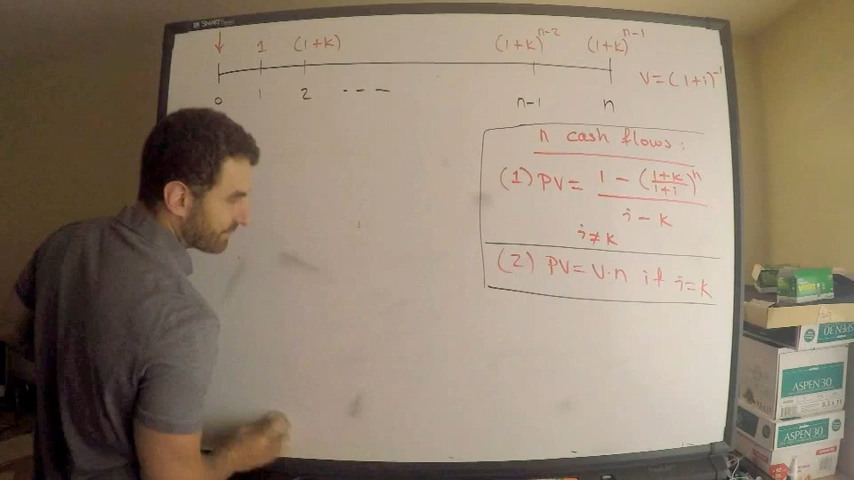 SMART
1 (1+k) (1+k)^n-2 (1+k)^n-1
V=(1+i)^-1
0 1 2 --- n-1 n
n cash flows:
(1) PV= 1 - (1+k/1+i)^n
i - k
i≠k
(2) PV= V·n if i=k
ASPEN 30
ASPEN 30
ASPEN